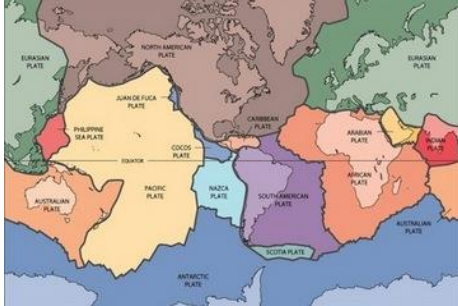 NORTH AMERICAN
PLATE
EURASIAN
PLATE
EURASIAN
PLATE
JUAN DE FUCA
PLATE
CARIBBEAN
PLATE
PHILIPPINE
SEA PLATE
ARABIAN
PLATE
INDIAN
PLATE
COCOS
PLATE
EQUATOR
AFRICAN
PLATE
PACIFIC
PLATE
NAZCA
PLATE
SOUTH AMERICAN
PLATE
AUSTRALIAN
PLATE
AUSTRALIAN
PLATE
SCOTIA PLATE
ANTARCTIC
PLATE